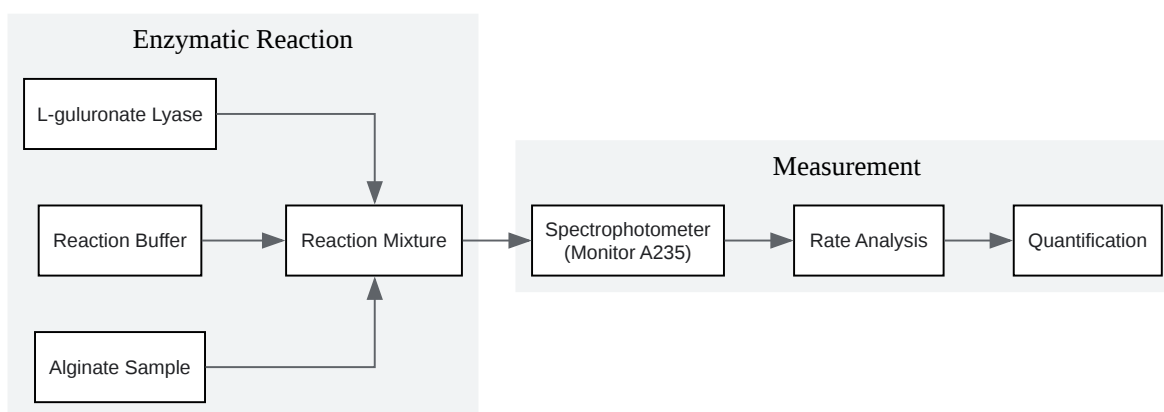 Enzymatic Reaction
L-guluronate Lyase
Reaction Buffer
Reaction Mixture
Alginate Sample
Measurement
Spectrophotometer
(Monitor A235)
Rate Analysis
Quantification